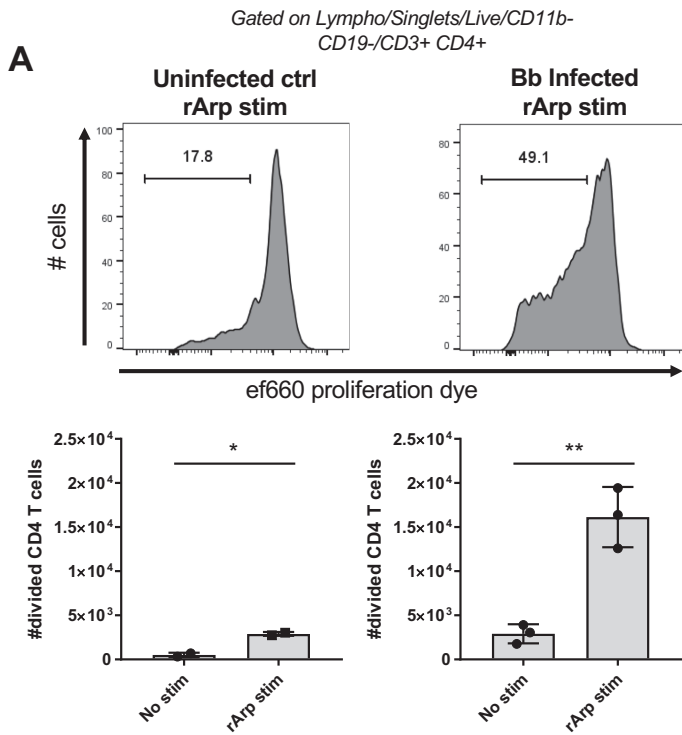 Gated on Lympho/Singlets/Live/CD11b-
CD19-/CD3+ CD4+
A
Uninfected ctrl
rArp stim
Bb Infected
rArp stim
# cells
100
80
60
40
20
0
17.8
80
60
40
20
0
49.1
ef660 proliferation dye
#divided CD4 T cells
2.5×10⁴
2×10⁴
1.5×10⁴
1×10⁴
5×10³
0
*
No stim
rArp stim
#divided CD4 T cells
2.5×10⁴
2×10⁴
1.5×10⁴
1×10⁴
5×10³
0
**
No stim
rArp stim